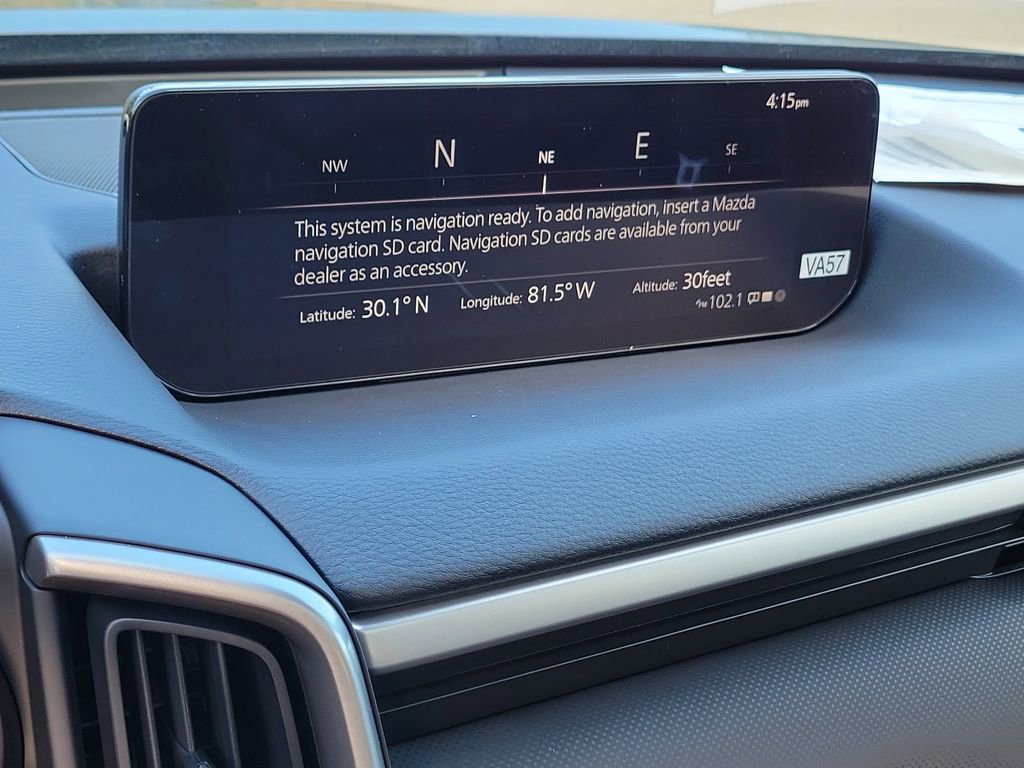 4:15pm
NW N NE E SE
This system is navigation ready. To add navigation, insert a Mazda
navigation SD card. Navigation SD cards are available from your
dealer as an accessory.
VA57
Latitude: 30.1° N Longitude: 81.5° W Altitude: 30feet
FM 102.1